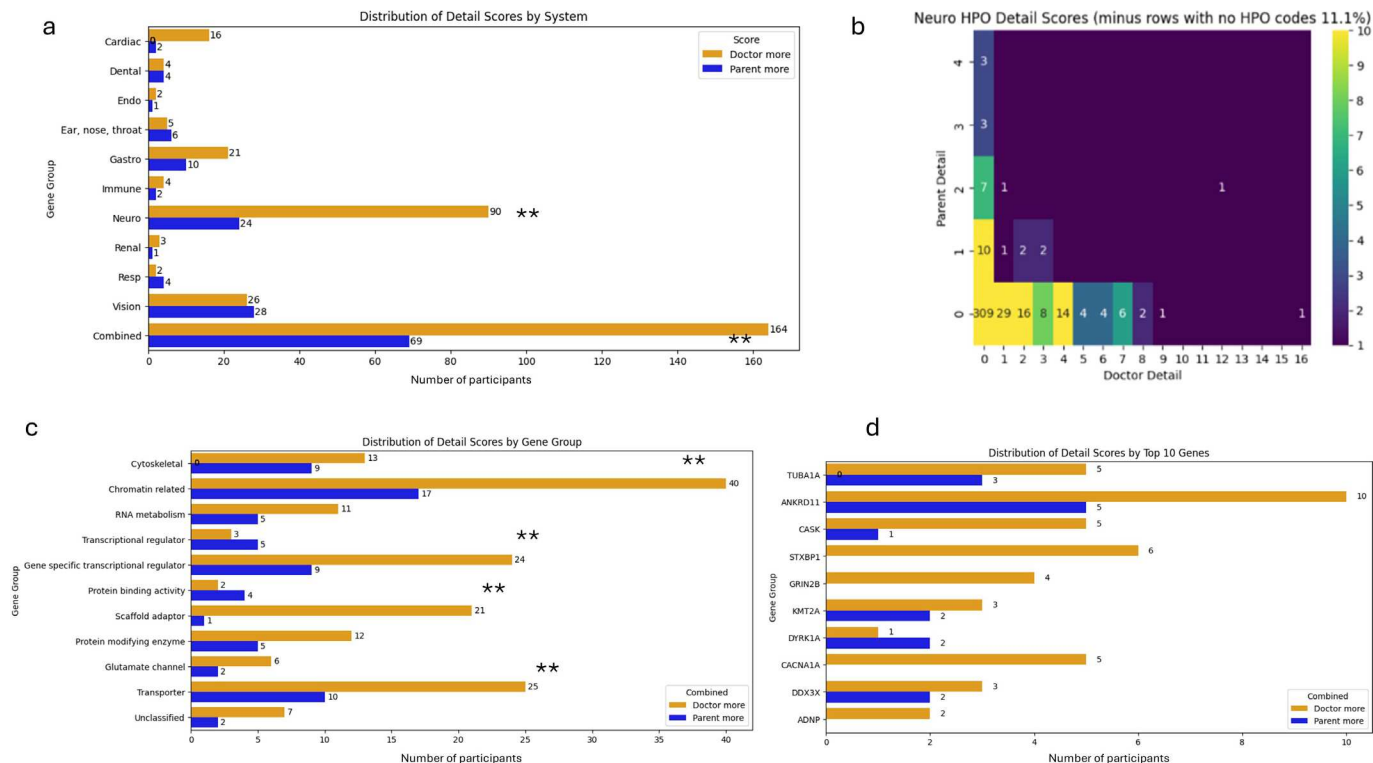 a
Distribution of Detail Scores by System
Score
Doctor more
Parent more
Gene Group
Cardiac
16
0
2
Dental
4
4
Endo
2
1
Ear, nose, throat
5
6
Gastro
21
10
Immune
4
2
Neuro
90
**
24
Renal
3
1
Resp
2
4
Vision
26
28
Combined
164
**
69
0 20 40 60 80 100 120 140 160
Number of participants
b
Neuro HPO Detail Scores (minus rows with no HPO codes 11.1%)
Parent Detail
4 3
3 3
2 7 1 1
1 10 1 2 2
0 309 29 16 8 14 4 4 6 2 1 1
0 1 2 3 4 5 6 7 8 9 10 11 12 13 14 15 16
Doctor Detail
10
9
8
7
6
5
4
3
2
1
c
Distribution of Detail Scores by Gene Group
Gene Group
Cytoskeletal
13
**
0
9
Chromatin related
40
17
RNA metabolism
11
5
Transcriptional regulator
3
**
5
Gene specific transcriptional regulator
24
9
Protein binding activity
2
**
4
Scaffold adaptor
21
1
Protein modifying enzyme
12
5
Glutamate channel
6
**
2
Transporter
25
10
Unclassified
7
2
Combined
Doctor more
Parent more
0 5 10 15 20 25 30 35 40
Number of participants
d
Distribution of Detail Scores by Top 10 Genes
Gene Group
TUBA1A
5
0
3
ANKRD11
10
5
CASK
5
1
STXBP1
6
GRIN2B
4
KMT2A
3
2
DYRK1A
1
2
CACNA1A
5
DDX3X
3
2
ADNP
2
Combined
Doctor more
Parent more
0 2 4 6 8 10
Number of participants